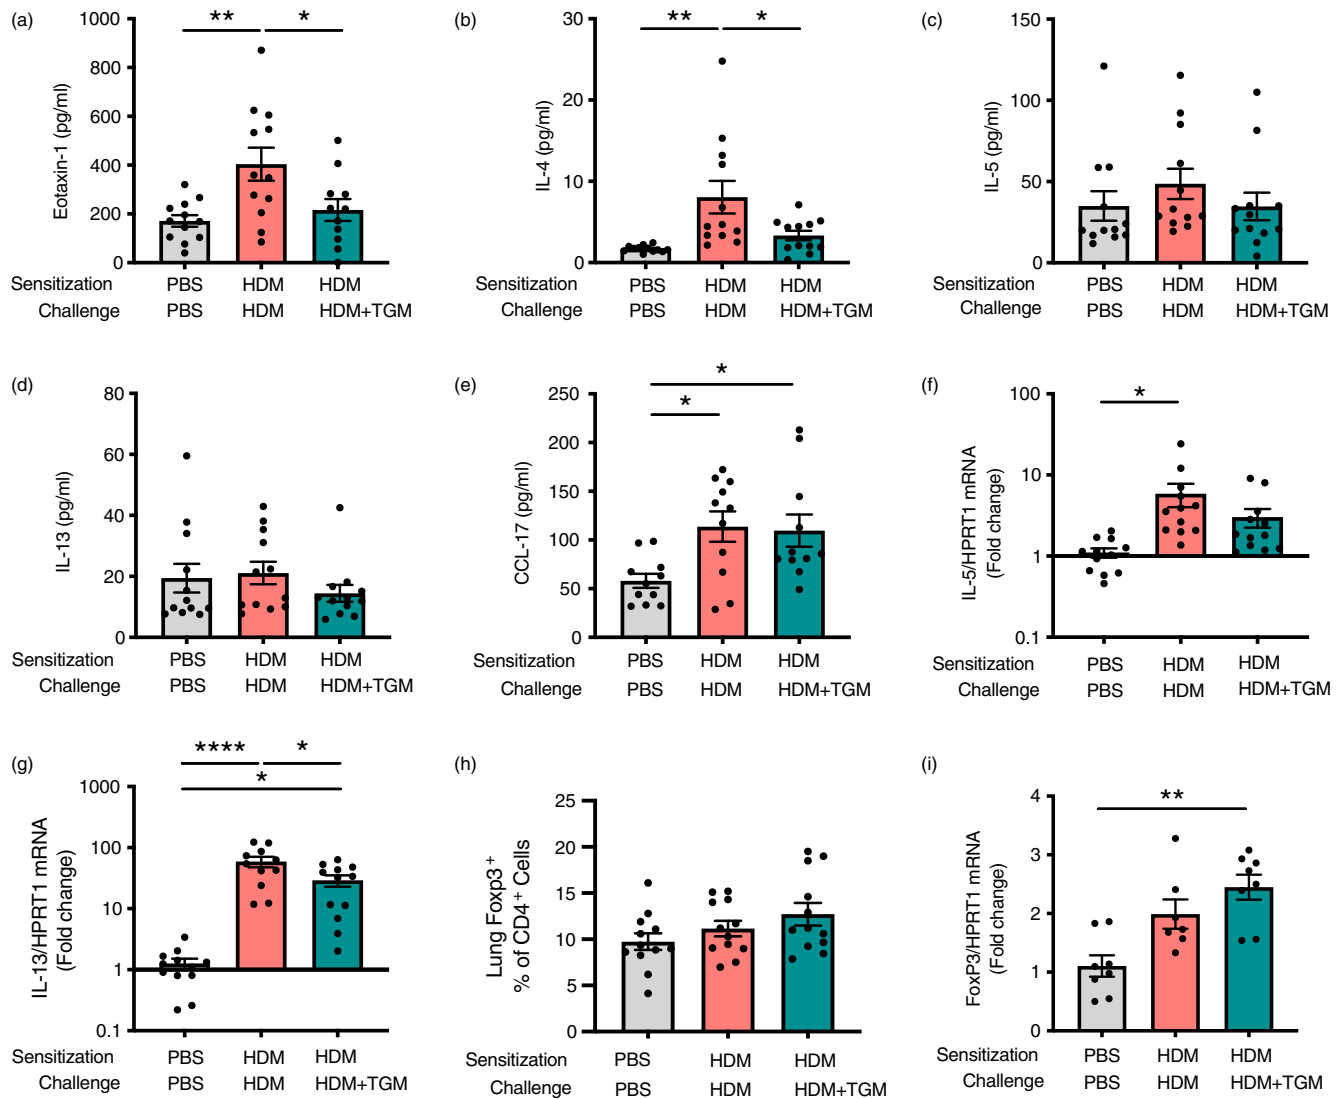 (a)
Eotaxin-1 (pg/ml)
1000
800
600
400
200
0
** *
Sensitization PBS HDM HDM
Challenge PBS HDM HDM+TGM
(b)
IL-4 (pg/ml)
30
20
10
0
** *
Sensitization PBS HDM HDM
Challenge PBS HDM HDM+TGM
(c)
IL-5 (pg/ml)
150
100
50
0
Sensitization PBS HDM HDM
Challenge PBS HDM HDM+TGM
(d)
IL-13 (pg/ml)
80
60
40
20
0
Sensitization PBS HDM HDM
Challenge PBS HDM HDM+TGM
(e)
CCL-17 (pg/ml)
250
200
150
100
50
0
*
*
Sensitization PBS HDM HDM
Challenge PBS HDM HDM+TGM
(f)
IL-5/HPRT1 mRNA
(Fold change)
100
10
1
0.1
*
Sensitization PBS HDM HDM
Challenge PBS HDM HDM+TGM
(g)
IL-13/HPRT1 mRNA
(Fold change)
1000
100
10
1
0.1
**** *
*
Sensitization PBS HDM HDM
Challenge PBS HDM HDM+TGM
(h)
Lung Foxp3+
% of CD4+ Cells
25
20
15
10
5
0
Sensitization PBS HDM HDM
Challenge PBS HDM HDM+TGM
(i)
FoxP3/HPRT1 mRNA
(Fold change)
4
3
2
1
0
**
Sensitization PBS HDM HDM
Challenge PBS HDM HDM+TGM